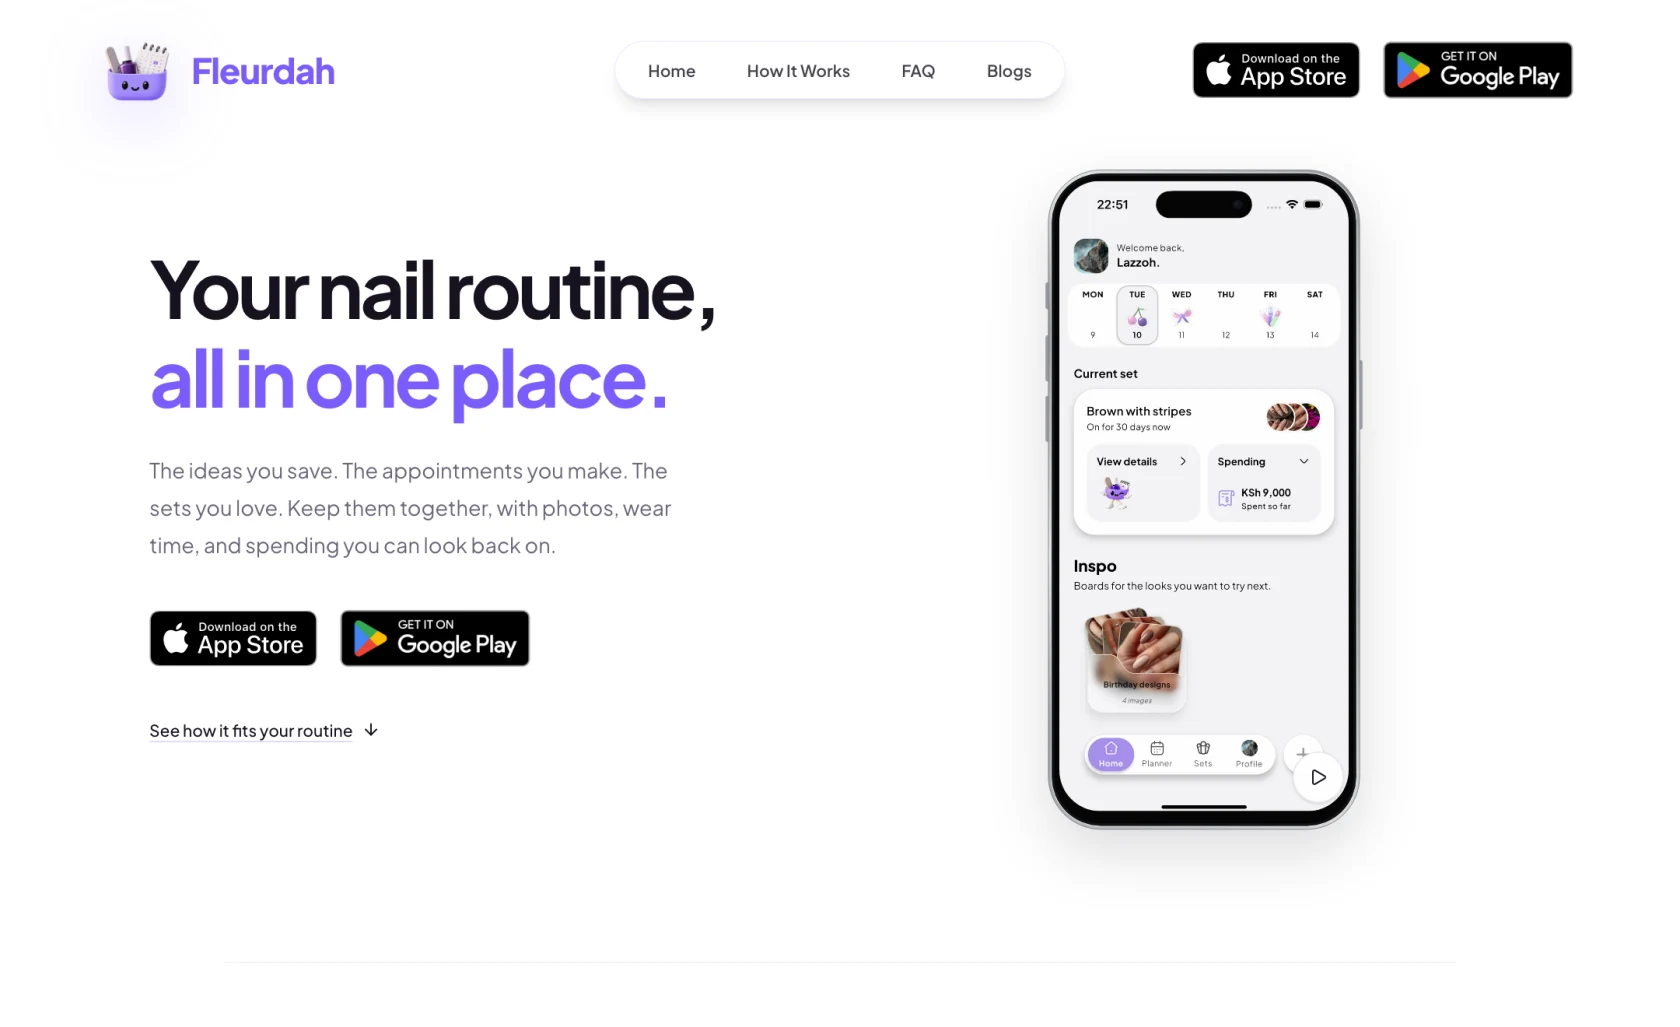 Fleurdah
Home
How It Works
FAQ
Blogs
Download on the
App Store
GET IT ON
Google Play
Your nail routine,
all in one place.
The ideas you save. The appointments you make. The
sets you love. Keep them together, with photos, wear
time, and spending you can look back on.
Download on the
App Store
GET IT ON
Google Play
See how it fits your routine
22:51
Welcome back,
Lazzoh.
MON TUE WED THU FRI SAT
9 10 11 12 13 14
Current set
Brown with stripes
On for 30 days now
View details
Spending
KSh 9,000
Spent so far
Inspo
Boards for the looks you want to try next.
Birthday designs
4 images
Home
Planner
Sets
Profile